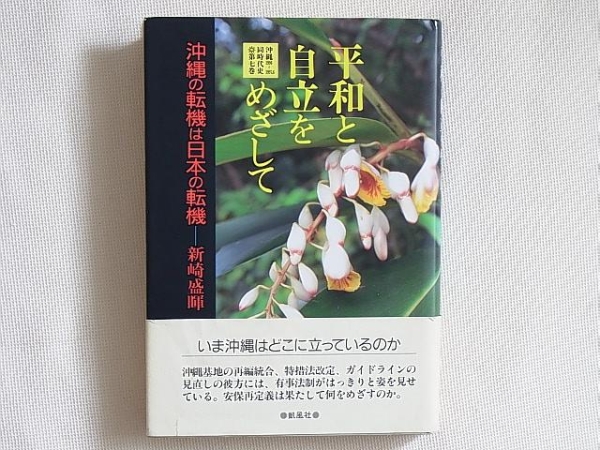 平和と
自立を
めざして
沖縄
同時代史
第七巻
沖縄の転機は日本の転機──新崎盛暉
いま沖縄はどこに立っているのか
沖縄基地の再編統合、特措法改定、ガイドラインの
見直しの彼方には、有事法制がはっきりと姿を見せ
ている。安保再定義は果たして何をめざすのか。
●凱風社●